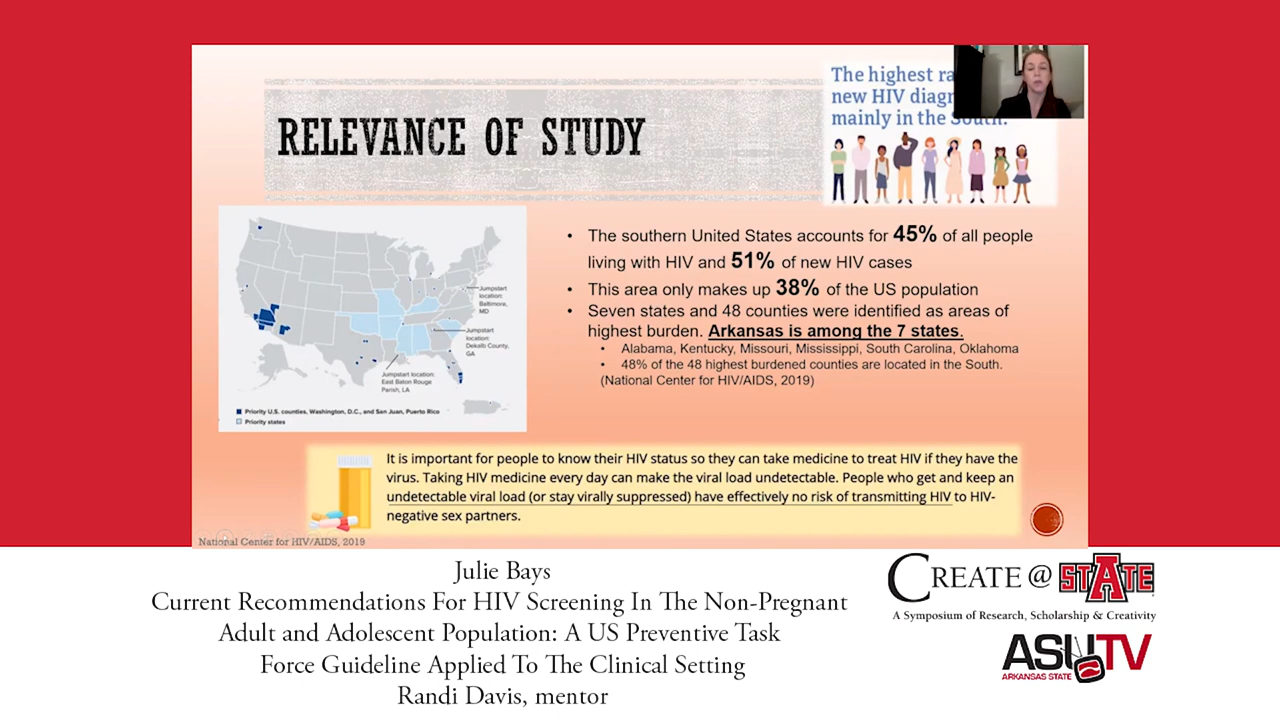 The highest ra
new HIV diagr
mainly in the South.
RELEVANCE OF STUDY
Jumpstart
location:
Baltimore,
MD
Jumpstart
location:
Dekalb County,
GA
Jumpstart location:
East Baton Rouge
Parish, LA
Priority U.S. counties, Washington, D.C., and San Juan, Puerto Rico
Priority states
• The southern United States accounts for 45% of all people
living with HIV and 51% of new HIV cases
• This area only makes up 38% of the US population
• Seven states and 48 counties were identified as areas of
highest burden. Arkansas is among the 7 states.
• Alabama, Kentucky, Missouri, Mississippi, South Carolina, Oklahoma
• 48% of the 48 highest burdened counties are located in the South.
(National Center for HIV/AIDS, 2019)
It is important for people to know their HIV status so they can take medicine to treat HIV if they have the
virus. Taking HIV medicine every day can make the viral load undetectable. People who get and keep an
undetectable viral load (or stay virally suppressed) have effectively no risk of transmitting HIV to HIV-
negative sex partners.
National Center for HIV/AIDS, 2019
Julie Bays
Current Recommendations For HIV Screening In The Non-Pregnant
Adult and Adolescent Population: A US Preventive Task
Force Guideline Applied To The Clinical Setting
Randi Davis, mentor
CREATE @ STATE
A Symposium of Research, Scholarship & Creativity
ASU TV
ARKANSAS STATE